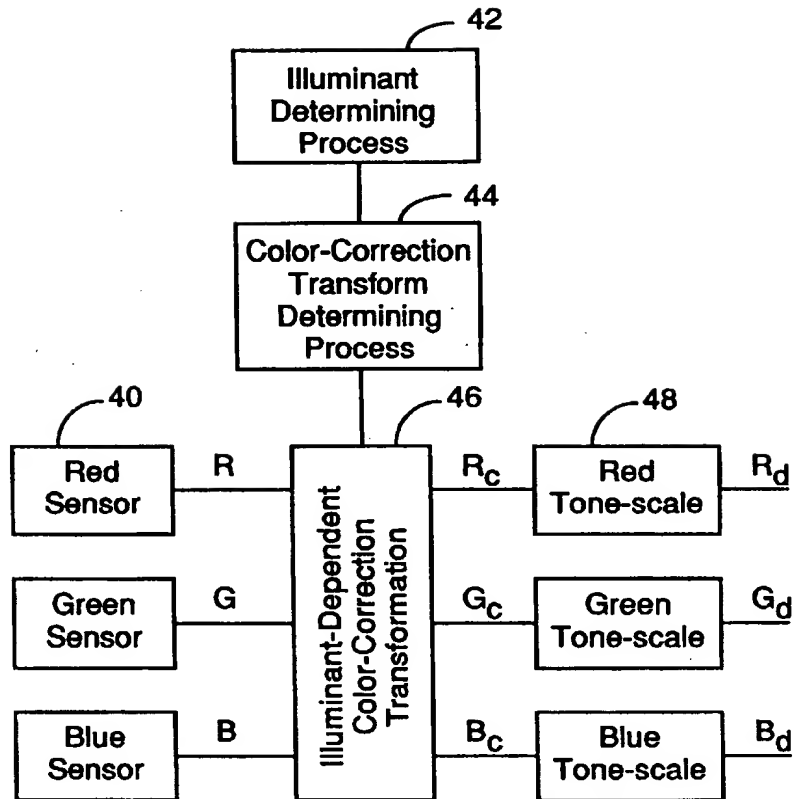 42
Illuminant
Determining
Process
44
Color-Correction
Transform
Determining
Process
40
46
48
Red
Sensor
R
Illuminant-Dependent
Color-Correction
Transformation
Rc
Red
Tone-scale
Rd
Green
Sensor
G
Gc
Green
Tone-scale
Gd
Blue
Sensor
B
Bc
Blue
Tone-scale
Bd